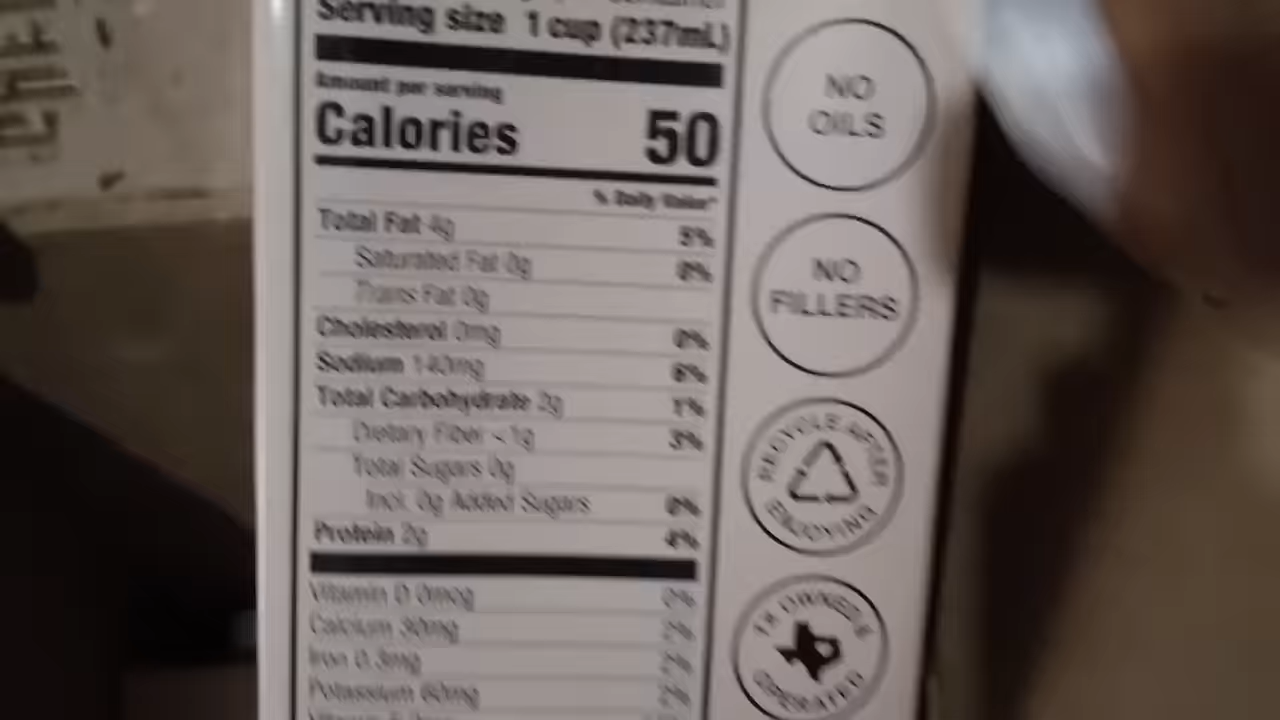 Serving size 1 cup (237mL)
Amount per serving
Calories 50
% Daily Value*
Total Fat 4g 5%
Saturated Fat 0g 0%
Trans Fat 0g
Cholesterol 0mg 0%
Sodium 140mg 6%
Total Carbohydrate 2g 1%
Dietary Fiber <1g 3%
Total Sugars 0g
Incl. 0g Added Sugars 0%
Protein 2g 4%
Vitamin D 0mcg 0%
Calcium 30mg 2%
Iron 0.3mg 2%
Potassium 60mg 2%
NO
OILS
NO
FILLERS
RECYCLE AFTER
ENJOYING
TX OWNED &
OPERATED